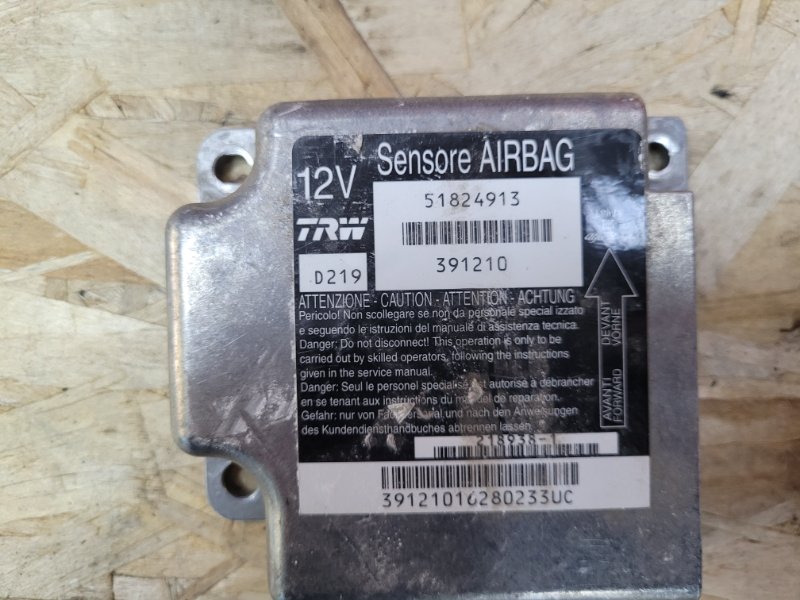 12V Sensore AIRBAG
51824913
TRW
391210
D219
ATTENZIONE - CAUTION - ATTENTION - ACHTUNG
Pericolo! Non scollegare se non da personale special izzato
e seguendo le istruzioni del manuale di assistenza tecnica.
Danger: Do not disconnect! This operation is only to be
carried out by skilled operators, following the instructions
given in the service manual.
Danger: Seul le personel specialisé est autorisé à débrancher
en se tenant aux instructions du manuel de reparation.
Gefahr: nur von Fachpersonal und nach den Anweisungen
des Kundendiensthandbuches abtrennen lassen.
AVANTI DEVANT
FORWARD VORNE
218938-1
39121016280233UC